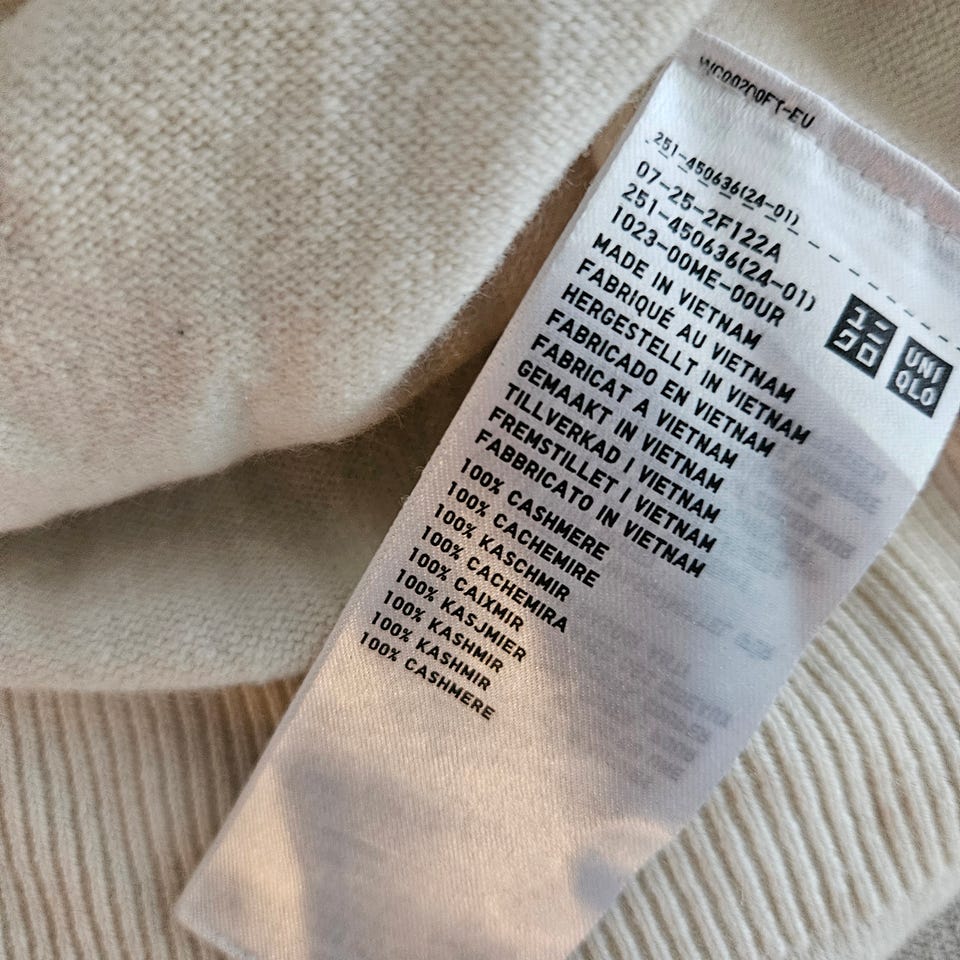 251-450636(24-01)
07-25-2F122A
251-450636(24-01)
1023-00ME-00UR
MADE IN VIETNAM
FABRIQUÉ AU VIETNAM
HERGESTELLT IN VIETNAM
FABRICADO EN VIETNAM
FABRICAT A VIETNAM
GEMAAKT IN VIETNAM
TILLVERKAD I VIETNAM
FREMSTILLET I VIETNAM
FABBRICATO IN VIETNAM
100% CASHMERE
100% CACHEMIRE
100% KASCHMIR
100% CACHEMIRA
100% CAIXMIR
100% KASJMIER
100% KASHMIR
100% KASHMIR
100% CASHMERE
ユニ
クロ
UNI
QLO